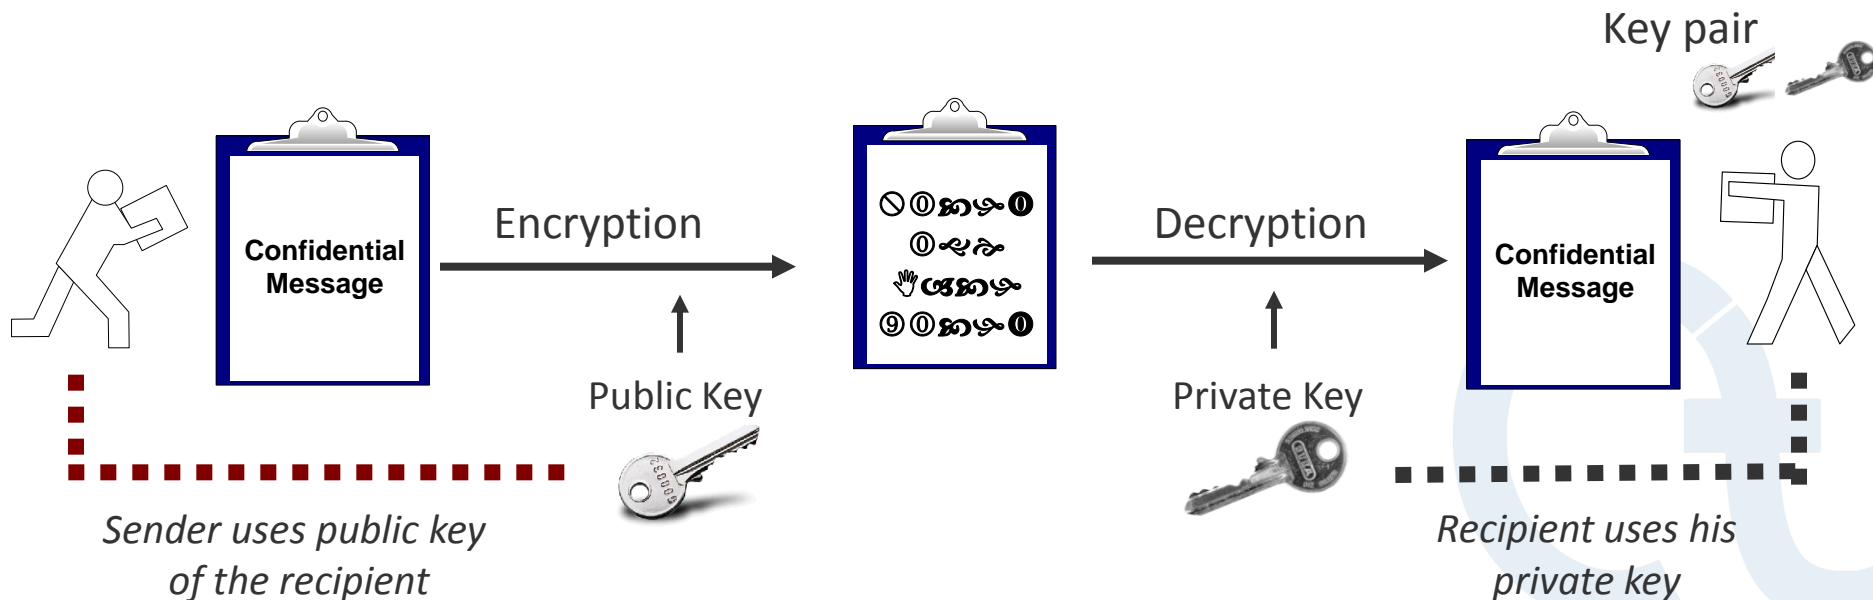 Key pair
Confidential
Message
Encryption
Public Key
Decryption
Private Key
Confidential
Message
Sender uses public key
of the recipient
Recipient uses his
private key